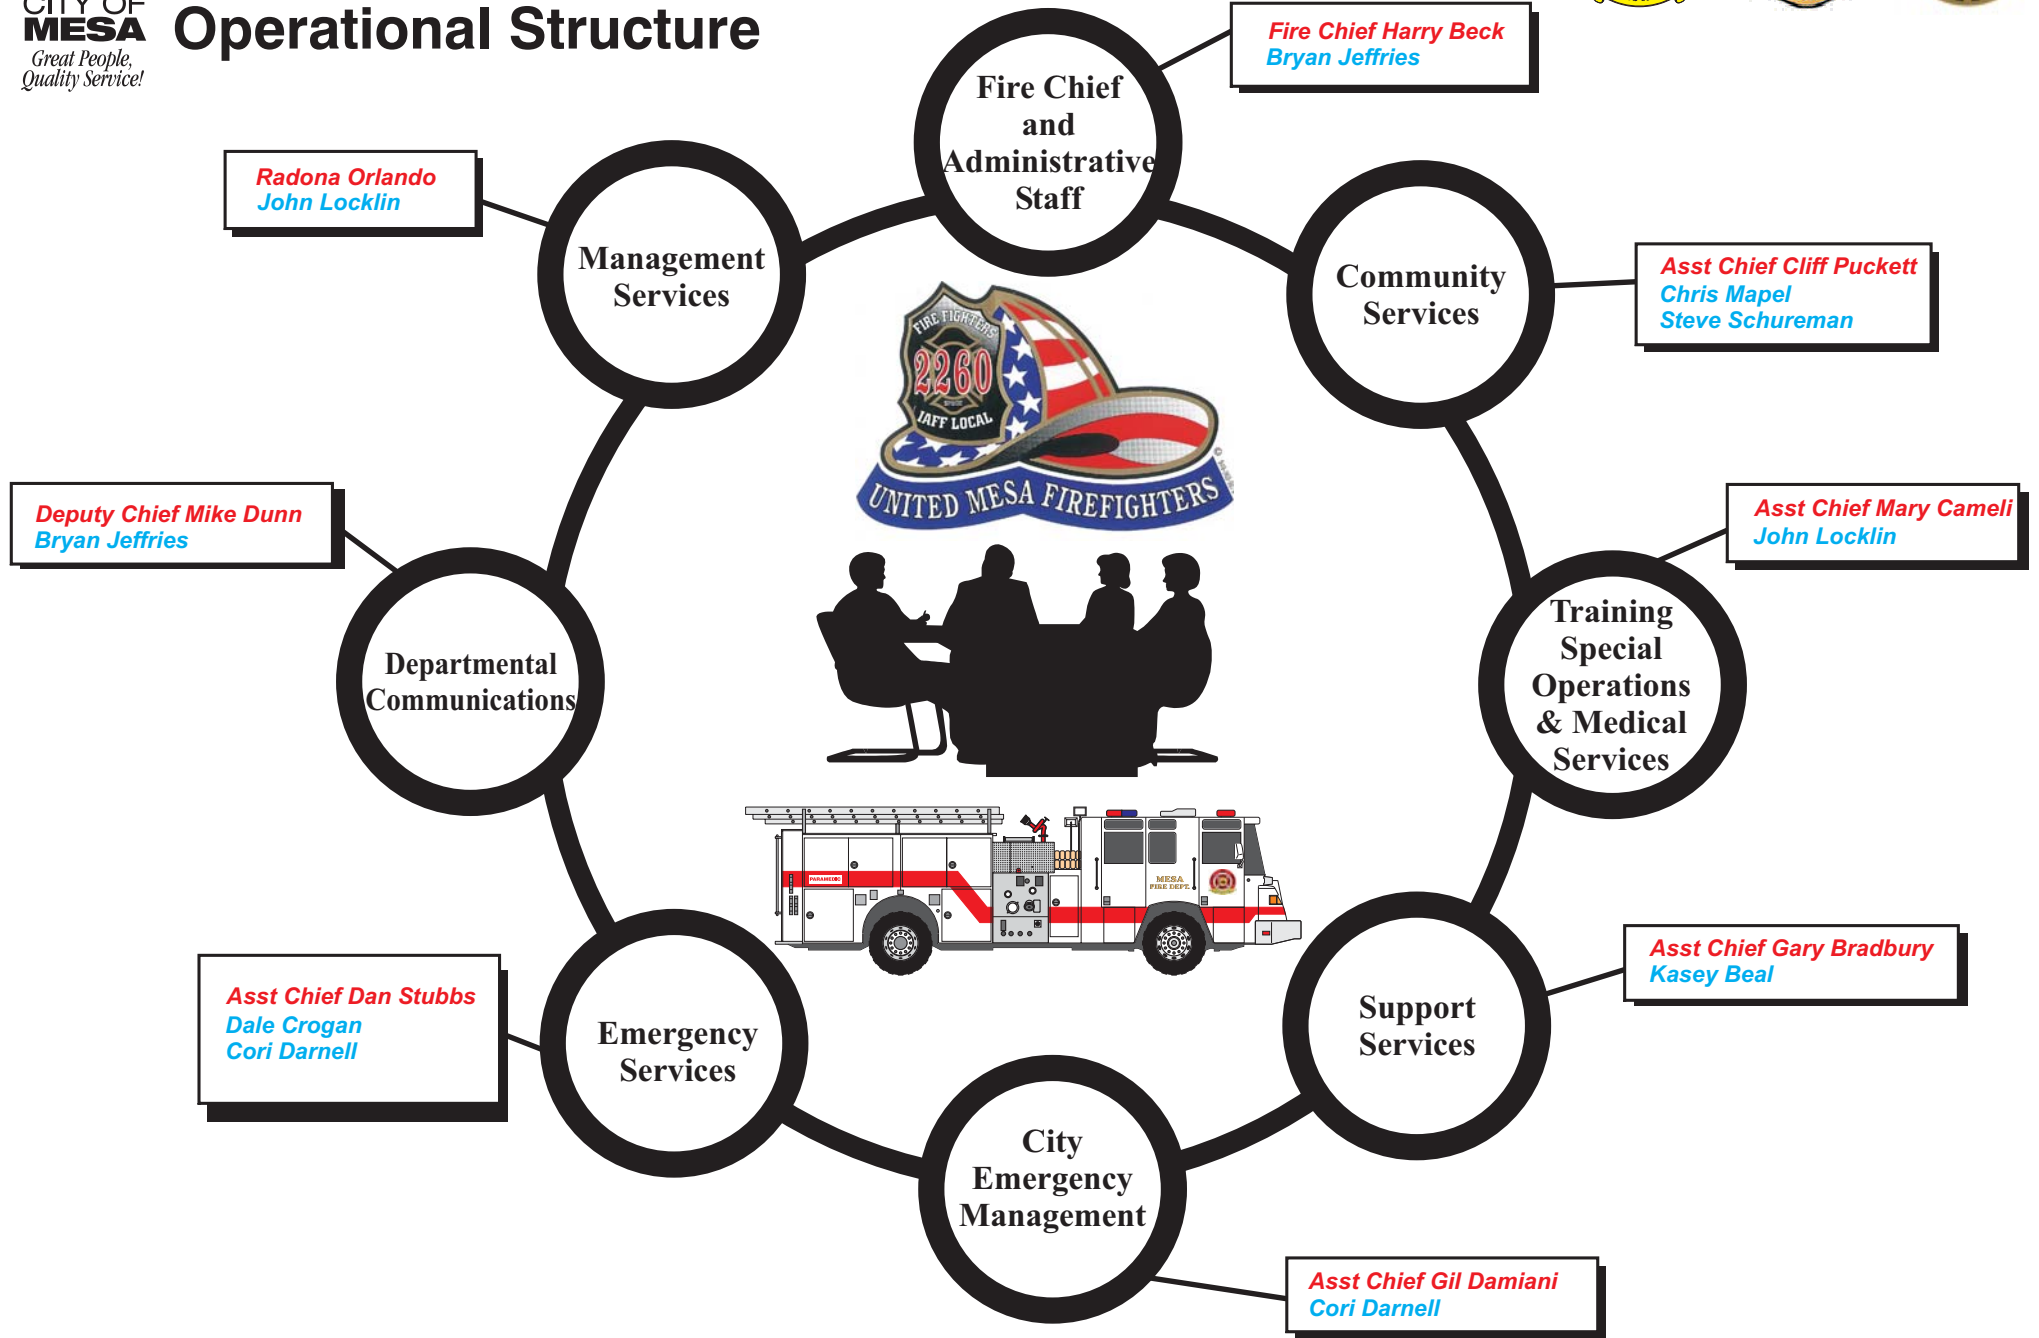 CITY OF
MESA
Great People,
Quality Service!
Operational Structure
Fire Chief Harry Beck
Bryan Jeffries
Fire Chief
and
Administrative
Staff
Radona Orlando
John Locklin
Management
Services
Community
Services
Asst Chief Cliff Puckett
Chris Mapel
Steve Schureman
FIRE FIGHTERS
2260
IAFF LOCAL
UNITED MESA FIREFIGHTERS
Deputy Chief Mike Dunn
Bryan Jeffries
Asst Chief Mary Cameli
John Locklin
Departmental
Communications
Training
Special
Operations
& Medical
Services
PARAMEDIC
MESA
FIRE DEPT.
Asst Chief Dan Stubbs
Dale Crogan
Cori Darnell
Emergency
Services
Support
Services
Asst Chief Gary Bradbury
Kasey Beal
City
Emergency
Management
Asst Chief Gil Damiani
Cori Darnell